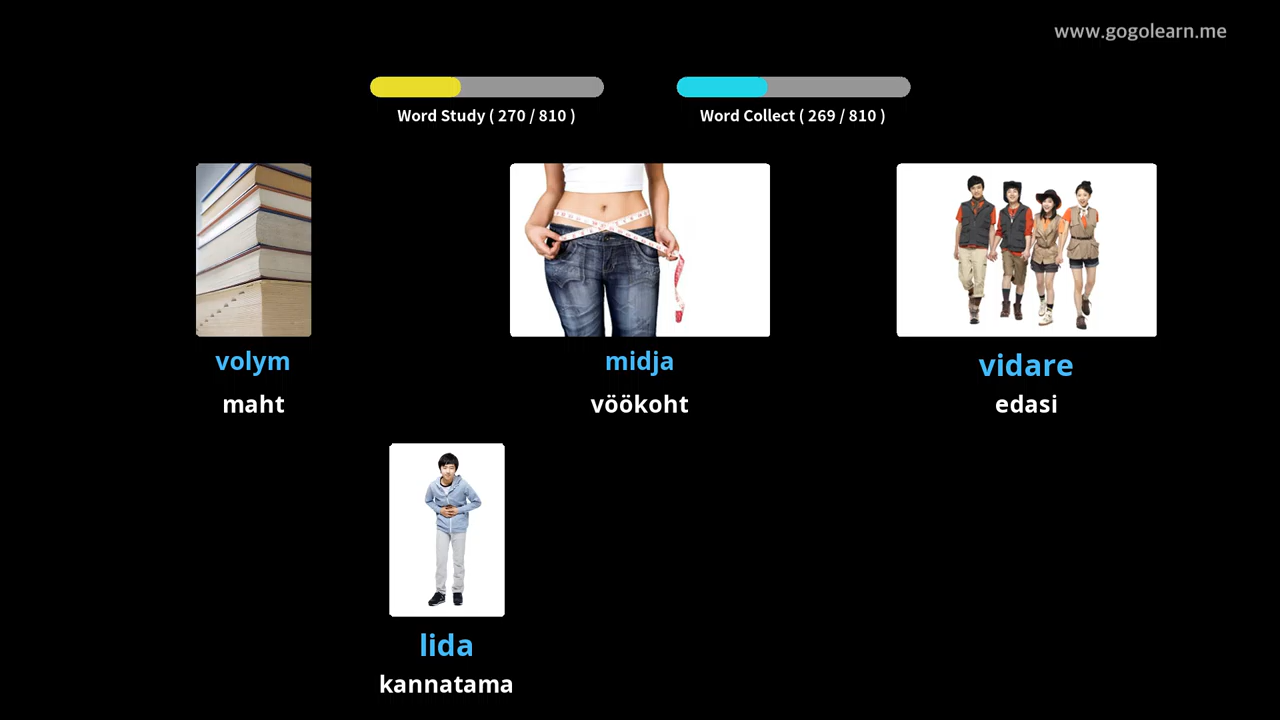 www.gogolearn.me
Word Study ( 270 / 810 )
Word Collect ( 269 / 810 )
volym
midja
vidare
maht
vöökoht
edasi
lida
kannatama